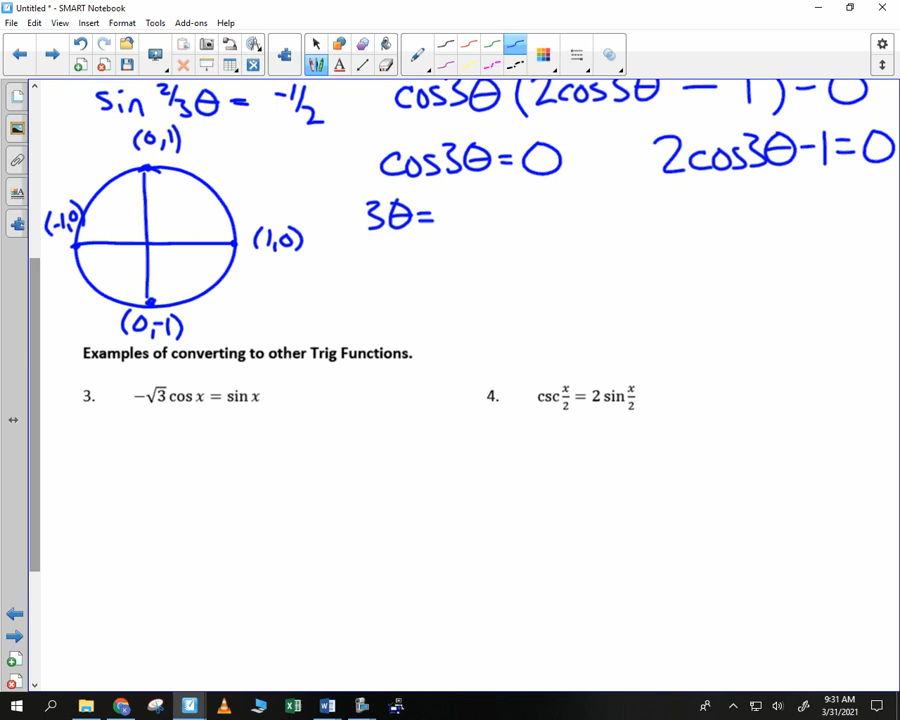 Untitled * - SMART Notebook
File Edit View Insert Format Tools Add-ons Help
sin 2/3 θ = -1/2
cos3θ (2cos3θ - 1) - 0
(0,1)
cos3θ = 0
2cos3θ-1=0
(-1,0)
3θ =
(1,0)
(0,-1)
Examples of converting to other Trig Functions.
3. −√3 cos x = sin x
4. csc x/2 = 2 sin x/2
9:31 AM
3/31/2021